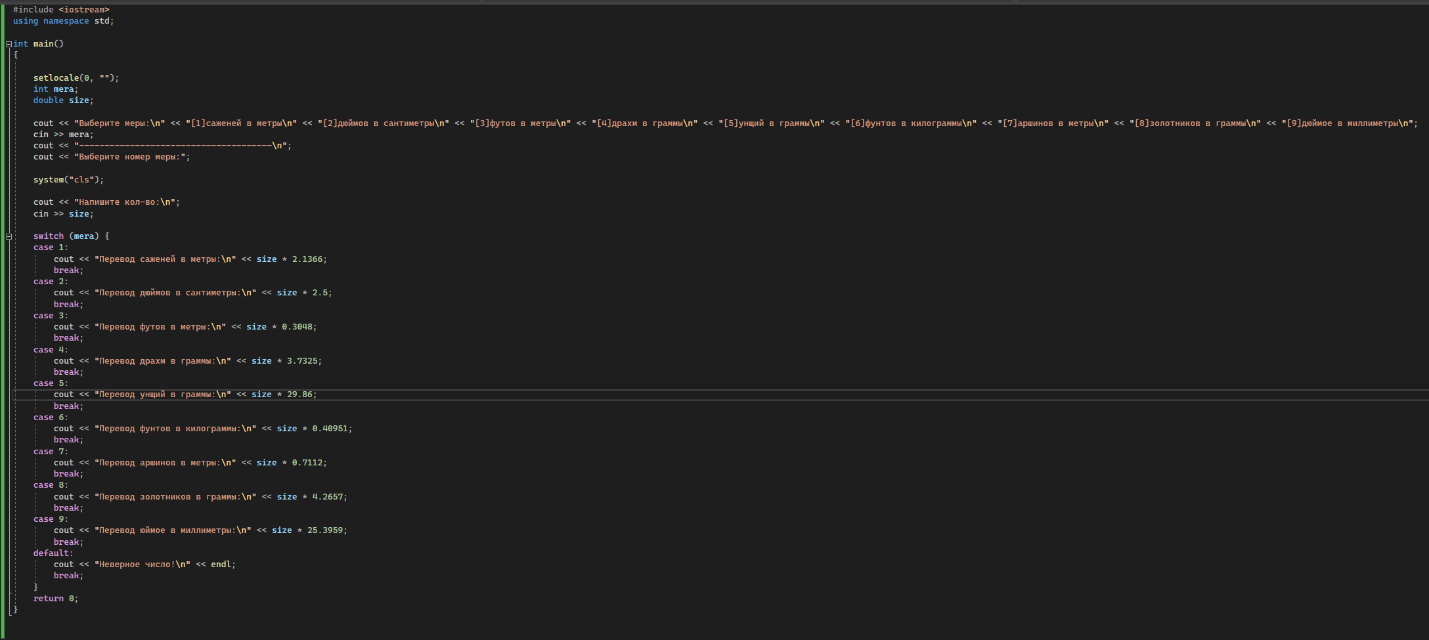 #include <iostream>
using namespace std;
int main()
{
setlocale(0, "");
int mera;
double size;
cout << "Выберите меры:\n" << "[1]саженей в метры\n" << "[2]дюймов в сантиметры\n" << "[3]футов в метры\n" << "[4]драхм в граммы\n" << "[5]унций в граммы\n" << "[6]фунтов в килограммы\n" << "[7]аршинов в метры\n" << "[8]золотников в граммы\n" << "[9]дюймое в миллиметры\n";
cin >> mera;
cout << "--------------------------------------\n";
cout << "Выберите номер меры:";
system("cls");
cout << "Напишите кол-во:\n";
cin >> size;
switch (mera) {
case 1:
cout << "Перевод саженей в метры:\n" << size * 2.1366;
break;
case 2:
cout << "Перевод дюймов в сантиметры:\n" << size * 2.5;
break;
case 3:
cout << "Перевод футов в метры:\n" << size * 0.3048;
break;
case 4:
cout << "Перевод драхм в граммы:\n" << size * 3.7325;
break;
case 5:
cout << "Перевод унций в граммы:\n" << size * 29.86;
break;
case 6:
cout << "Перевод фунтов в килограммы:\n" << size * 0.40951;
break;
case 7:
cout << "Перевод аршинов в метры:\n" << size * 0.7112;
break;
case 8:
cout << "Перевод золотников в граммы:\n" << size * 4.2657;
break;
case 9:
cout << "Перевод юймое в миллиметры:\n" << size * 25.3959;
break;
default:
cout << "Неверное число!\n" << endl;
break;
}
return 0;
}